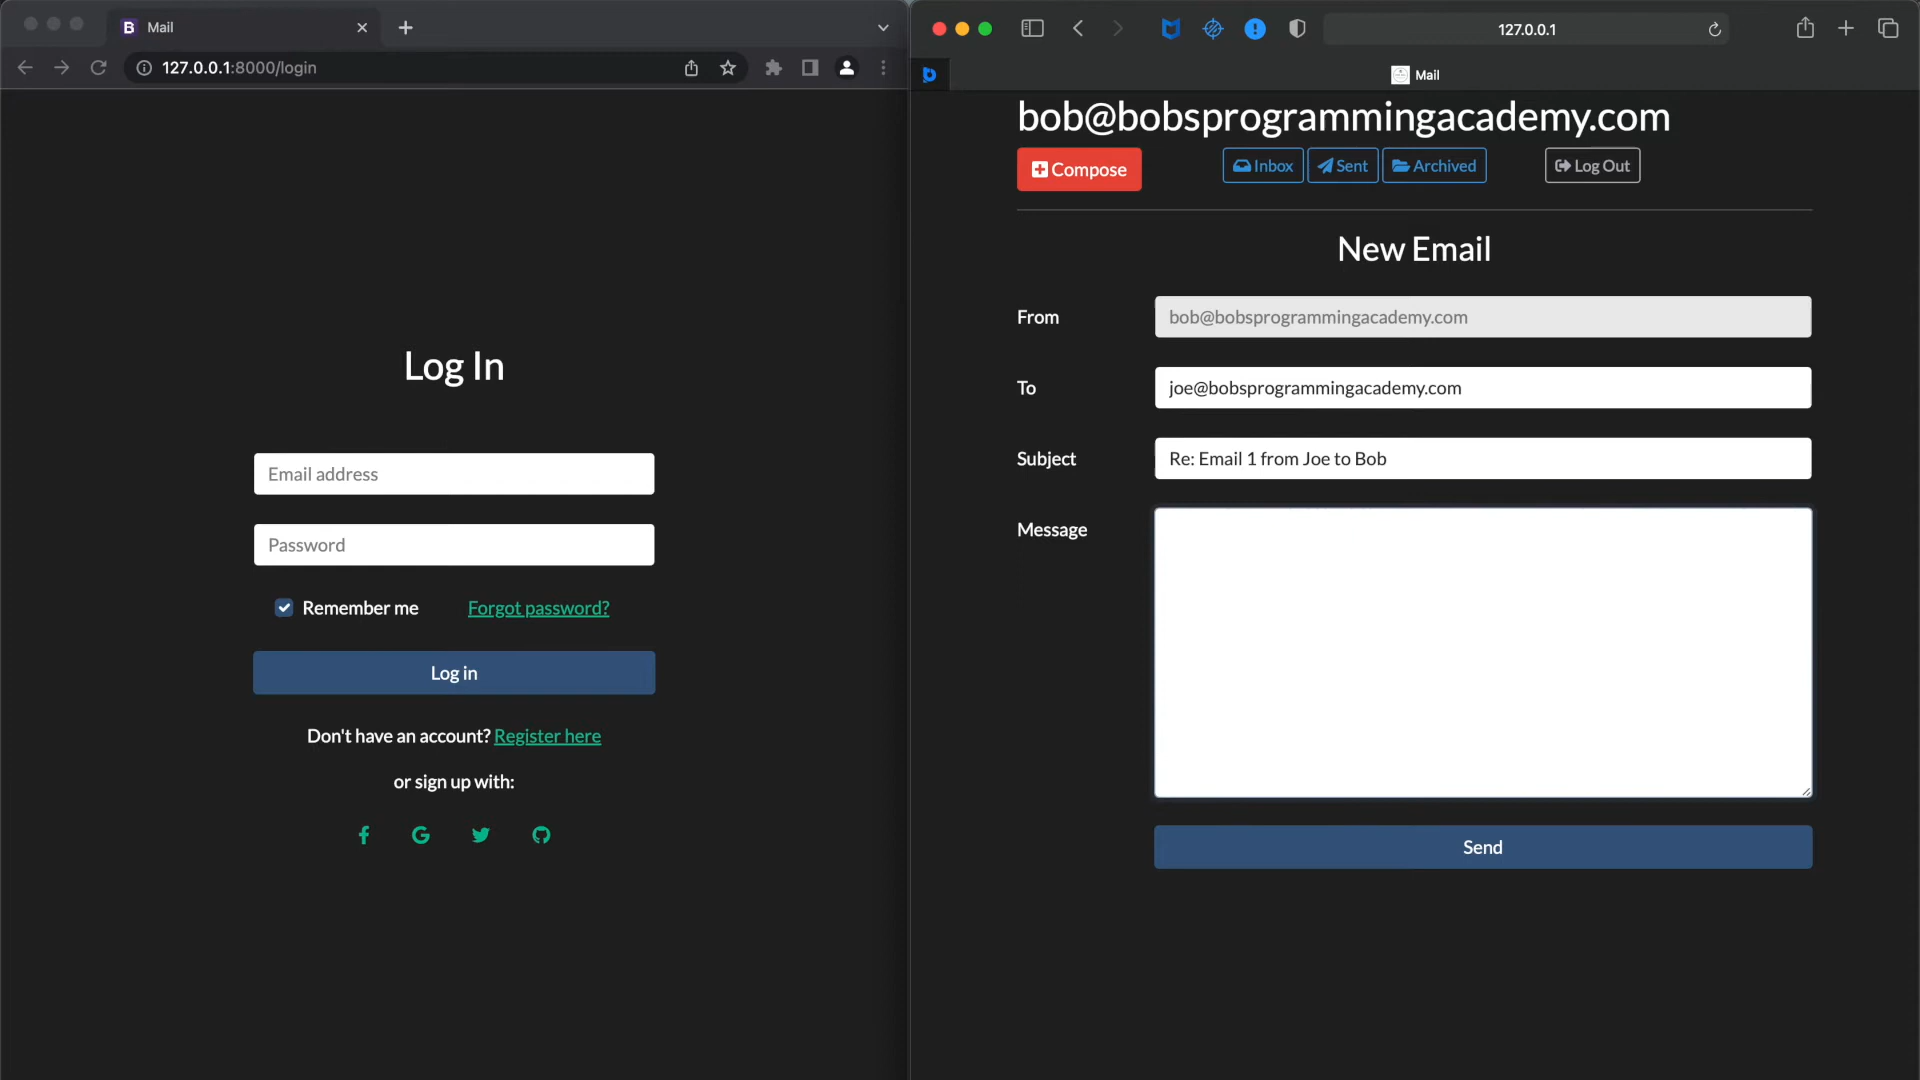 Mail
127.0.0.1:8000/login
Log In
Email address
Password
Remember me
Forgot password?
Log in
Don't have an account? Register here
or sign up with:
127.0.0.1
Mail
bob@bobsprogrammingacademy.com
Compose
Inbox
Sent
Archived
Log Out
New Email
From
bob@bobsprogrammingacademy.com
To
joe@bobsprogrammingacademy.com
Subject
Re: Email 1 from Joe to Bob
Message
Send